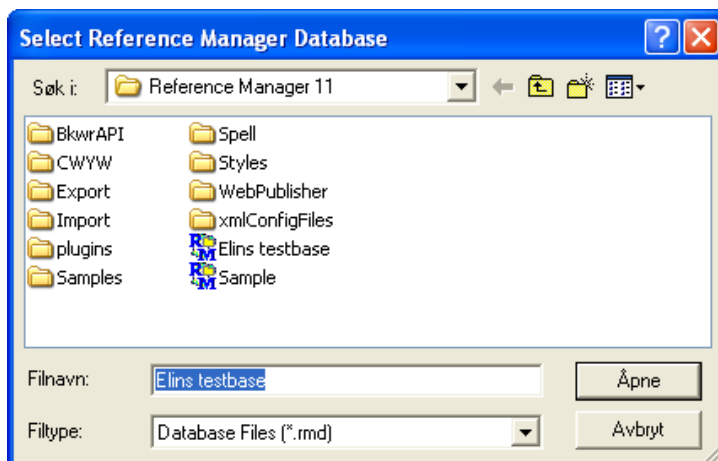 Select Reference Manager Database
Søk i: Reference Manager 11
BkwrAPI Spell
CWYW Styles
Export WebPublisher
Import xmlConfigFiles
plugins Elins testbase
Samples Sample
Filnavn: Elins testbase Åpne
Filtype: Database Files (*.rmd) Avbryt